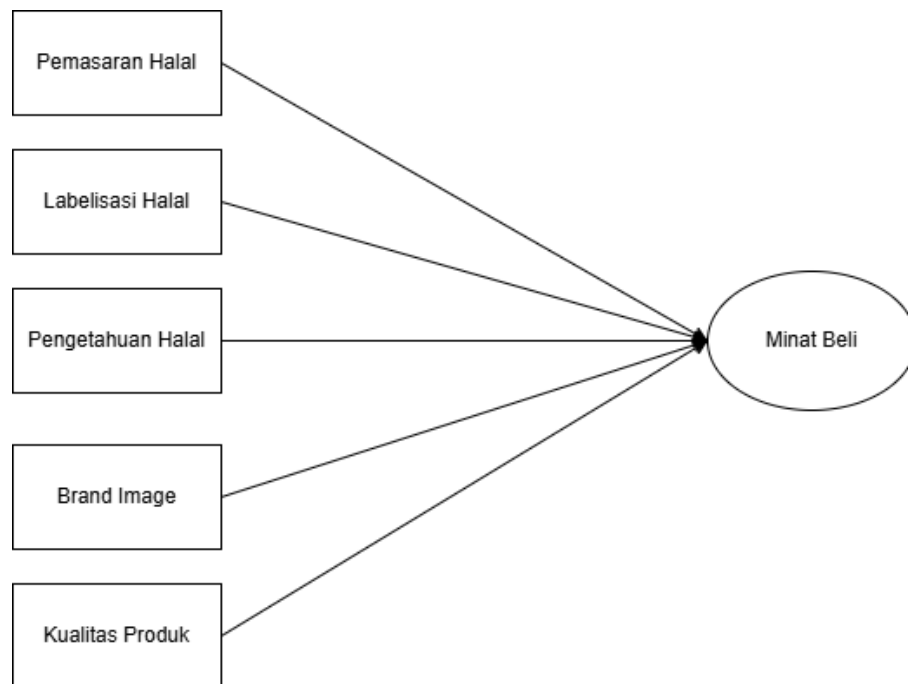 Pemasaran Halal
Labelisasi Halal
Pengetahuan Halal
Minat Beli
Brand Image
Kualitas Produk